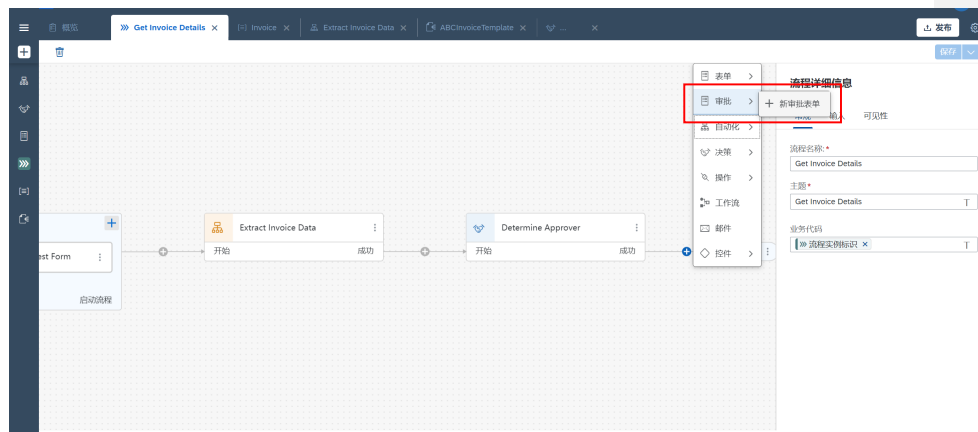 概览
Get Invoice Details
Invoice
Extract Invoice Data
ABCInvoiceTemplate
...
发布
保存
表单
审批
新审批表单
自动化
决策
操作
工作流
邮件
控件
流程详细信息
常规 输入 可见性
流程名称:*
Get Invoice Details
主题*
Get Invoice Details
业务代码
流程实例标识
est Form
启动流程
Extract Invoice Data
开始 成功
Determine Approver
开始 成功